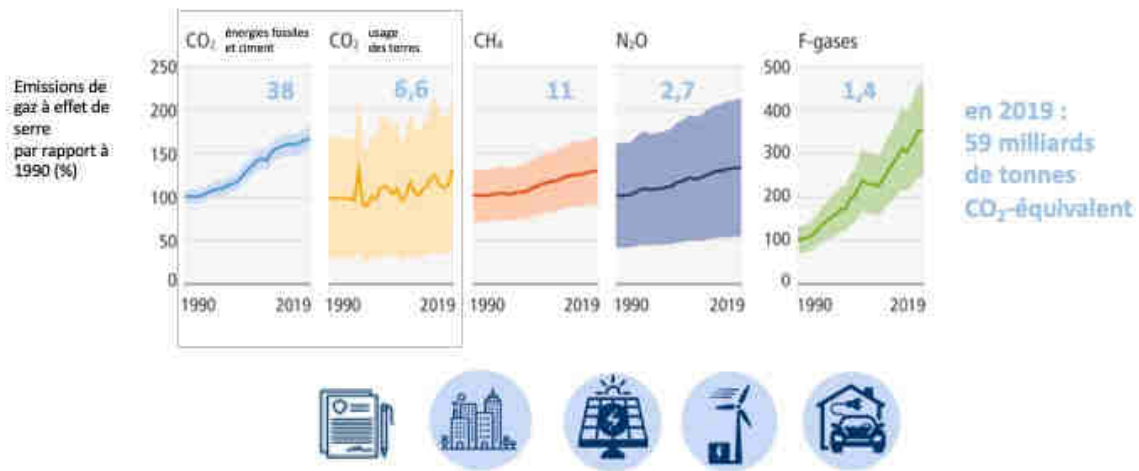 Emissions de
gaz à effet de
serre
par rapport à
1990 (%)
CO₂ énergies fossiles
et ciment
250
200
150
100
50
0
38
1990 2019
CO₂ usage
des terres
6,6
1990 2019
CH₄
11
1990 2019
N₂O
2,7
1990 2019
F-gases
500
400
300
200
100
0
1,4
1990 2019
en 2019 :
59 milliards
de tonnes
CO₂-équivalent